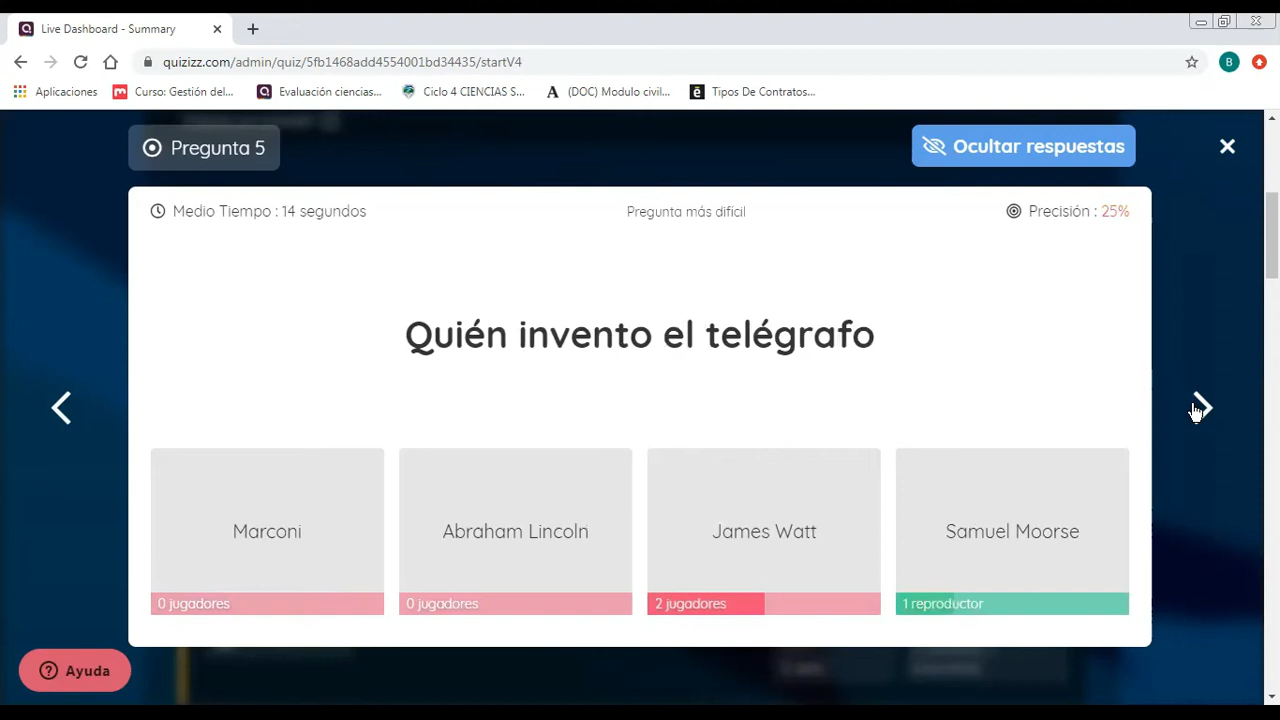 Live Dashboard - Summary
quizizz.com/admin/quiz/5fb1468add4554001bd34435/startV4
B
Aplicaciones
Curso: Gestión del...
Evaluación ciencias...
Ciclo 4 CIENCIAS S...
(DOC) Modulo civil...
Tipos De Contratos...
Pregunta 5
Ocultar respuestas
Medio Tiempo : 14 segundos
Pregunta más difícil
Precisión : 25%
Quién invento el telégrafo
Marconi
Abraham Lincoln
James Watt
Samuel Moorse
0 jugadores
0 jugadores
2 jugadores
1 reproductor
Ayuda